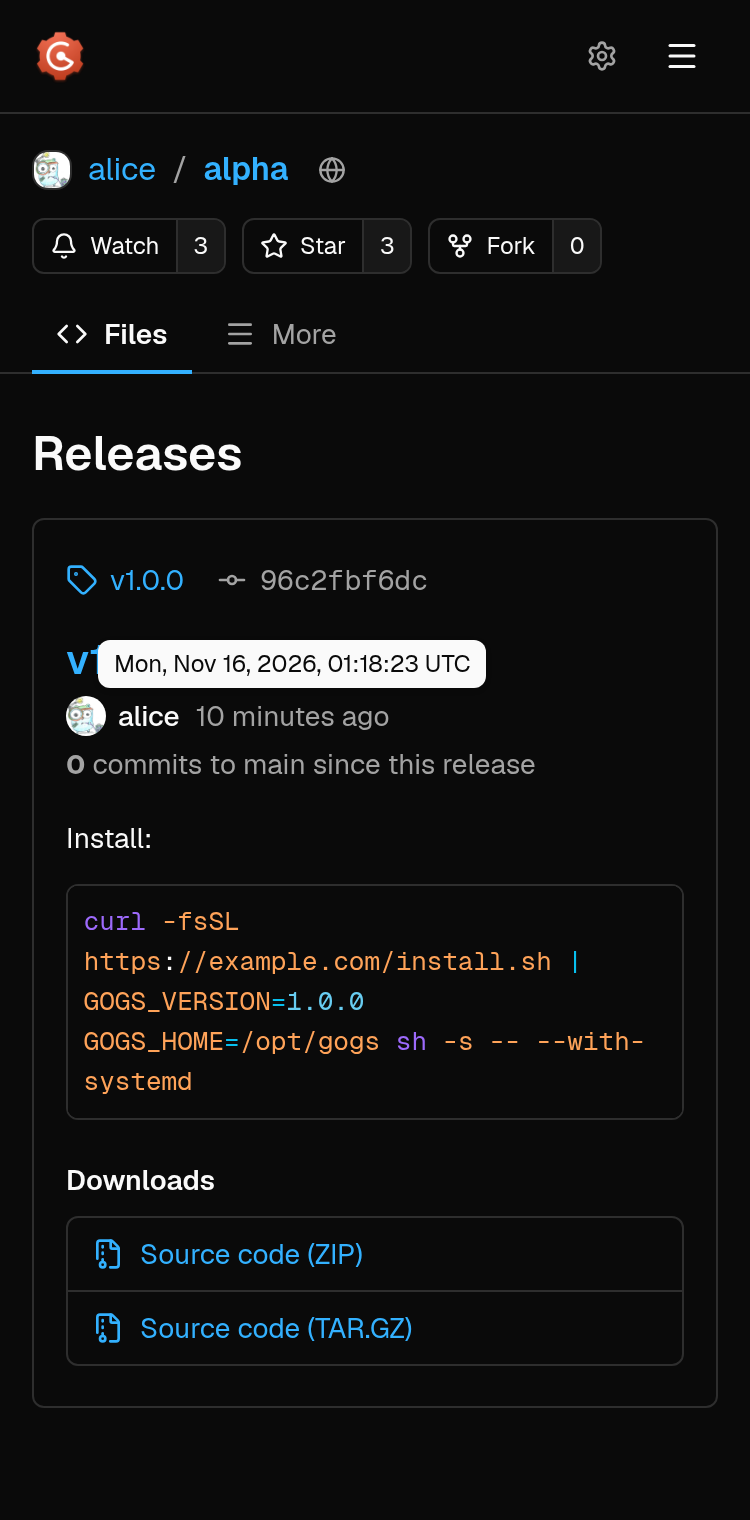 alice / alpha
Watch 3 Star 3 Fork 0
Files More
Releases
v1.0.0 96c2fbf6dc
v1
Mon, Nov 16, 2026, 01:18:23 UTC
alice 10 minutes ago
0 commits to main since this release
Install:
curl -fsSL
https://example.com/install.sh |
GOGS_VERSION=1.0.0
GOGS_HOME=/opt/gogs sh -s -- --with-
systemd
Downloads
Source code (ZIP)
Source code (TAR.GZ)